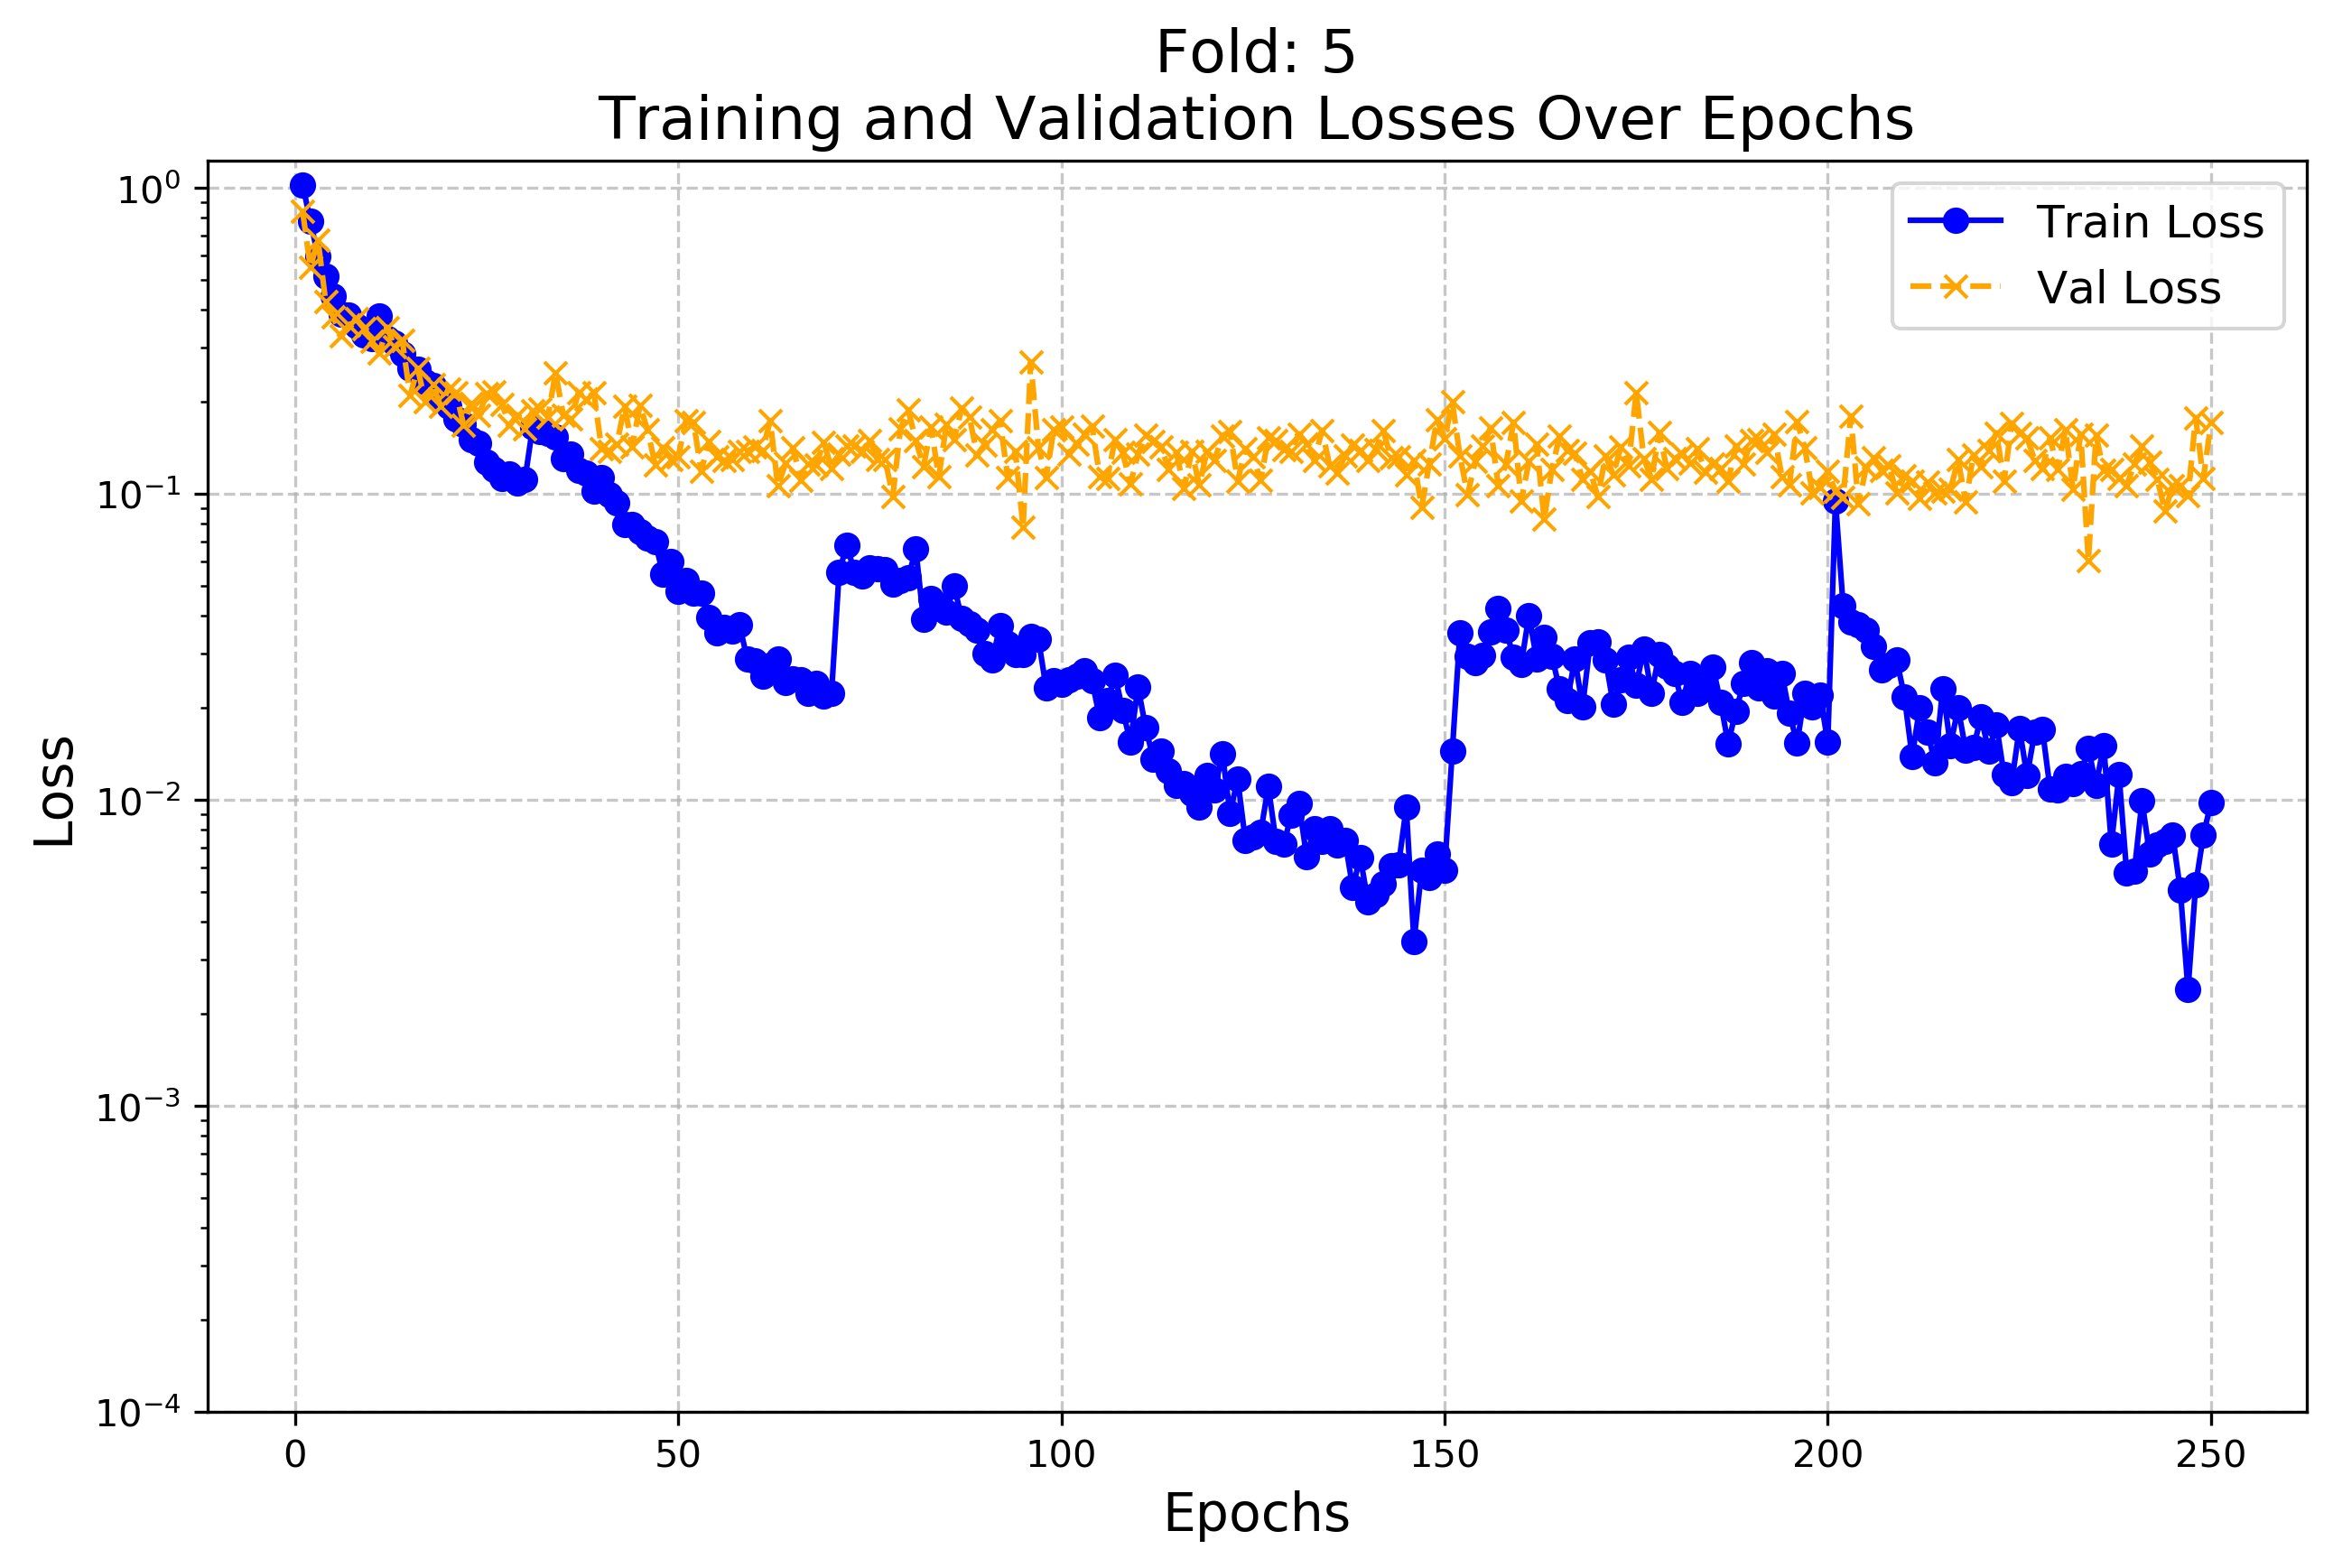 Fold: 5
Training and Validation Losses Over Epochs
Train Loss
Val Loss
Loss
10⁰
10⁻¹
10⁻²
10⁻³
10⁻⁴
0 50 100 150 200 250
Epochs